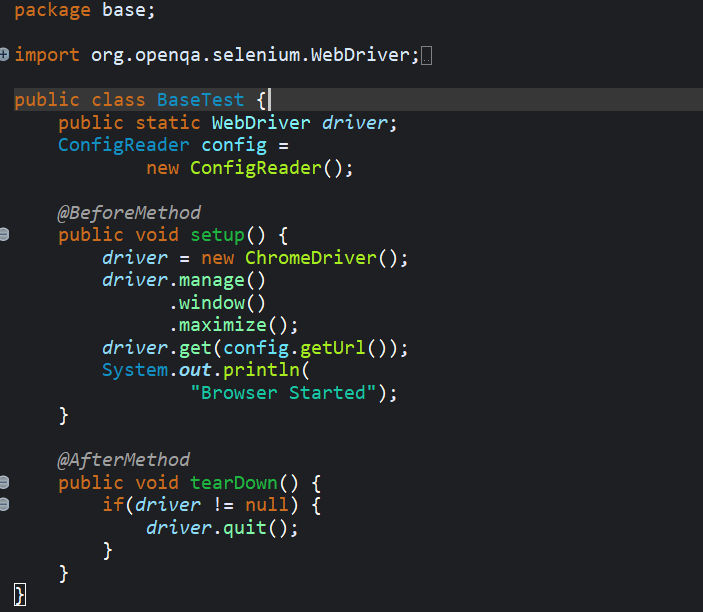 package base;
import org.openqa.selenium.WebDriver;
public class BaseTest {
    public static WebDriver driver;
    ConfigReader config =
            new ConfigReader();
    @BeforeMethod
    public void setup() {
        driver = new ChromeDriver();
        driver.manage()
              .window()
              .maximize();
        driver.get(config.getUrl());
        System.out.println(
                "Browser Started");
    }
    @AfterMethod
    public void tearDown() {
        if(driver != null) {
            driver.quit();
        }
    }
}